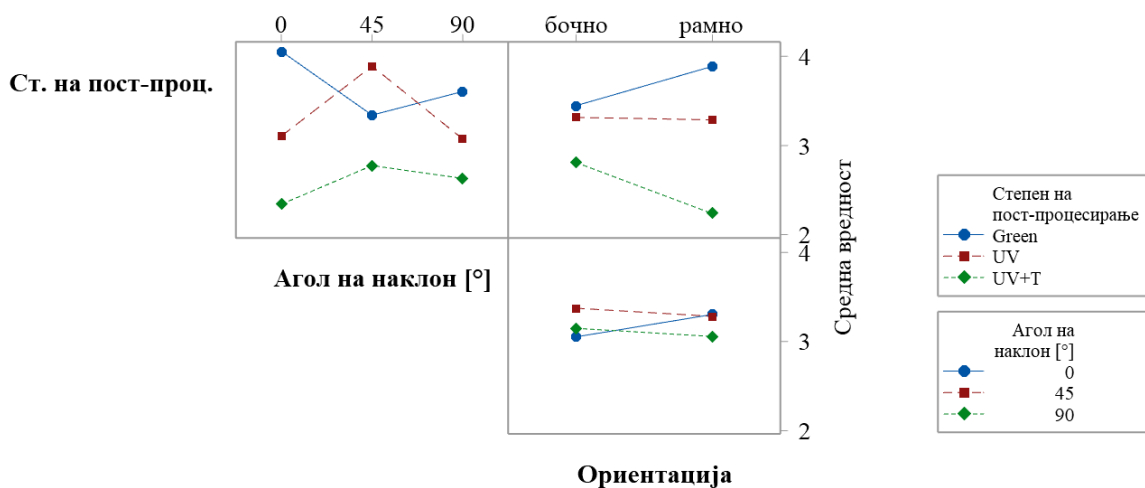 0 45 90 бочно рамно
Ст. на пост-проц.
4
3
2
Агол на наклон [°]
4
3
2
Средна вредност
Ориентација
Степен на
пост-процесирање
Green
UV
UV+T
Агол на
наклон [°]
0
45
90